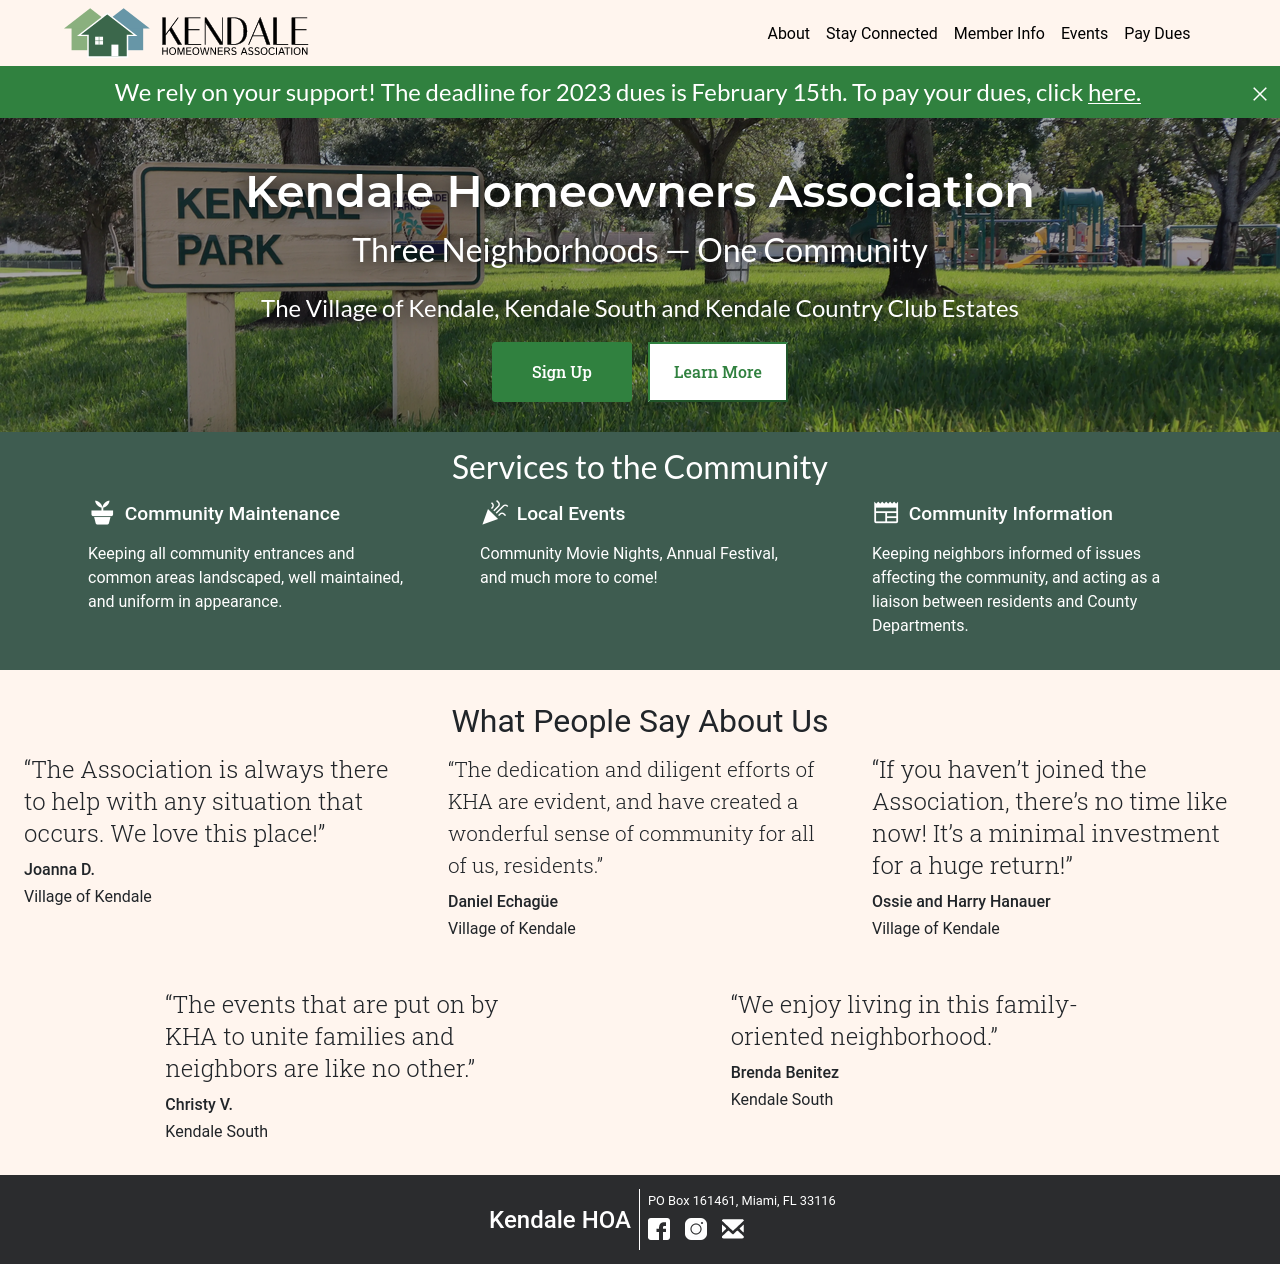 KENDALE
HOMEOWNERS ASSOCIATION
About Stay Connected Member Info Events Pay Dues
We rely on your support! The deadline for 2023 dues is February 15th. To pay your dues, click here.
KENDALE
PARK
Kendale Homeowners Association
Three Neighborhoods — One Community
The Village of Kendale, Kendale South and Kendale Country Club Estates
Sign Up
Learn More
Services to the Community
Community Maintenance
Keeping all community entrances and
common areas landscaped, well maintained,
and uniform in appearance.
Local Events
Community Movie Nights, Annual Festival,
and much more to come!
Community Information
Keeping neighbors informed of issues
affecting the community, and acting as a
liaison between residents and County
Departments.
What People Say About Us
“The Association is always there
to help with any situation that
occurs. We love this place!”
Joanna D.
Village of Kendale
“The dedication and diligent efforts of
KHA are evident, and have created a
wonderful sense of community for all
of us, residents.”
Daniel Echagüe
Village of Kendale
“If you haven’t joined the
Association, there’s no time like
now! It’s a minimal investment
for a huge return!”
Ossie and Harry Hanauer
Village of Kendale
“The events that are put on by
KHA to unite families and
neighbors are like no other.”
Christy V.
Kendale South
“We enjoy living in this family-
oriented neighborhood.”
Brenda Benitez
Kendale South
Kendale HOA
PO Box 161461, Miami, FL 33116